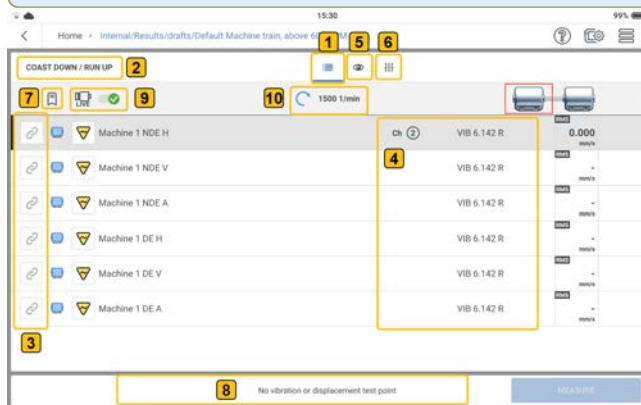 15:30
99%
Home
Internal/Results/drafts/Default Machine train, above
1
5
6
COAST DOWN / RUN UP
2
7
LIVE
9
10
1500 1/min
Machine 1 NDE H
Ch 2
VIB 6.142 R
RMS
0.000
mm/s
4
Machine 1 NDE V
VIB 6.142 R
RMS
-
mm/s
Machine 1 NDE A
VIB 6.142 R
RMS
-
mm/s
Machine 1 DE H
VIB 6.142 R
RMS
-
mm/s
Machine 1 DE V
VIB 6.142 R
RMS
-
mm/s
Machine 1 DE A
VIB 6.142 R
RMS
-
mm/s
3
8
No vibration or displacement test point
MEASURE